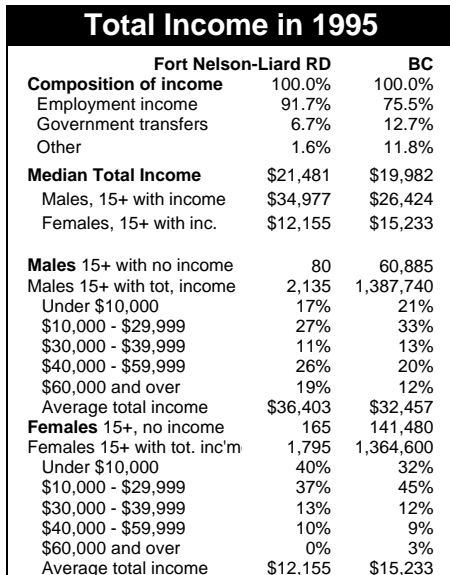 Total Income in 1995
Fort Nelson-Liard RD BC
Composition of income 100.0% 100.0%
Employment income 91.7% 75.5%
Government transfers 6.7% 12.7%
Other 1.6% 11.8%
Median Total Income $21,481 $19,982
Males, 15+ with income $34,977 $26,424
Females, 15+ with inc. $12,155 $15,233
Males 15+ with no income 80 60,885
Males 15+ with tot, income 2,135 1,387,740
Under $10,000 17% 21%
$10,000 - $29,999 27% 33%
$30,000 - $39,999 11% 13%
$40,000 - $59,999 26% 20%
$60,000 and over 19% 12%
Average total income $36,403 $32,457
Females 15+, no income 165 141,480
Females 15+ with tot. inc'm 1,795 1,364,600
Under $10,000 40% 32%
$10,000 - $29,999 37% 45%
$30,000 - $39,999 13% 12%
$40,000 - $59,999 10% 9%
$60,000 and over 0% 3%
Average total income $12,155 $15,233